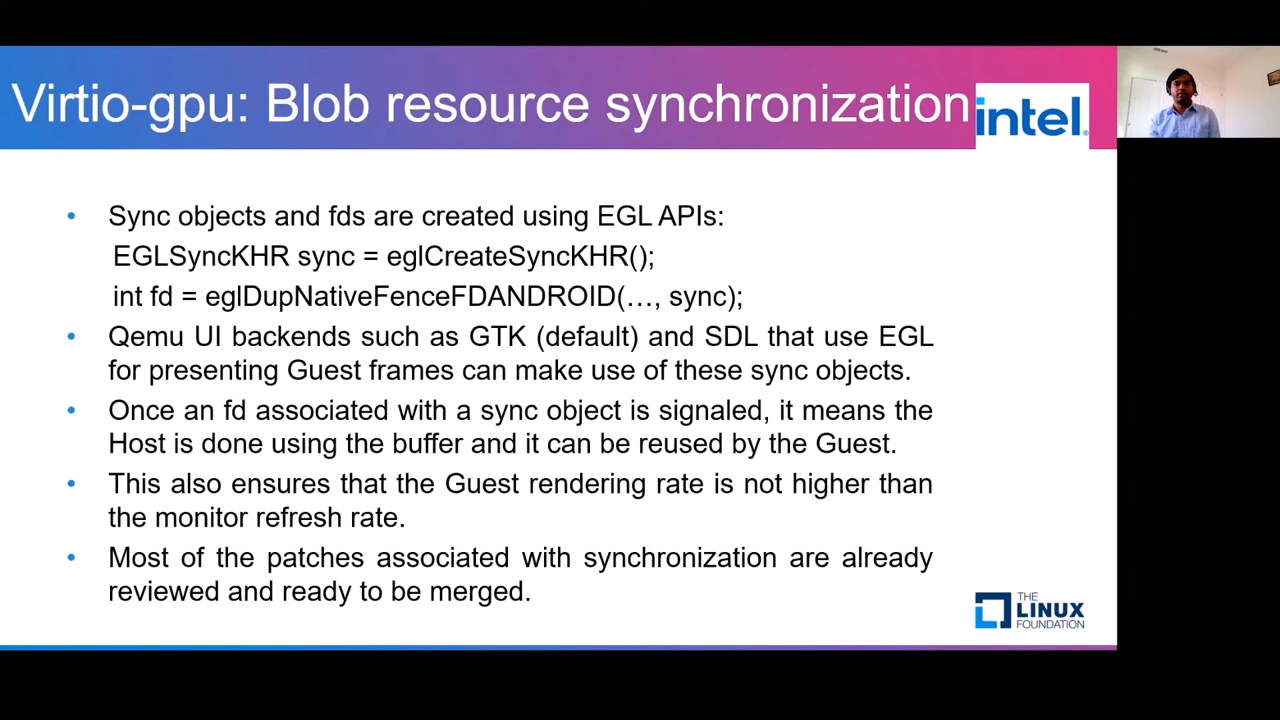 Virtio-gpu: Blob resource synchronization
intel.
• Sync objects and fds are created using EGL APIs:
EGLSyncKHR sync = eglCreateSyncKHR();
int fd = eglDupNativeFenceFDANDROID(…, sync);
• Qemu UI backends such as GTK (default) and SDL that use EGL
for presenting Guest frames can make use of these sync objects.
• Once an fd associated with a sync object is signaled, it means the
Host is done using the buffer and it can be reused by the Guest.
• This also ensures that the Guest rendering rate is not higher than
the monitor refresh rate.
• Most of the patches associated with synchronization are already
reviewed and ready to be merged.
THE
LINUX
FOUNDATION